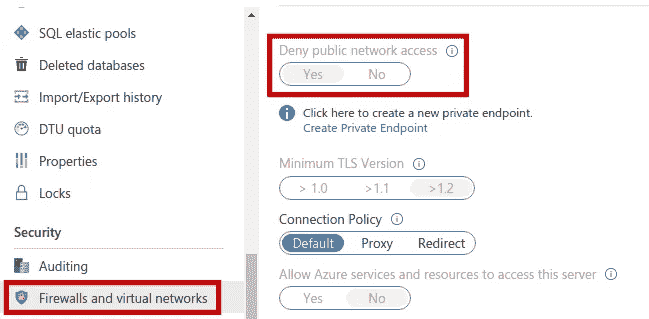 SQL elastic pools
Deleted databases
Import/Export history
DTU quota
Properties
Locks
Security
Auditing
Firewalls and virtual networks
Deny public network access
Yes No
Click here to create a new private endpoint.
Create Private Endpoint
Minimum TLS Version
> 1.0 >1.1 >1.2
Connection Policy
Default Proxy Redirect
Allow Azure services and resources to access this server
Yes No